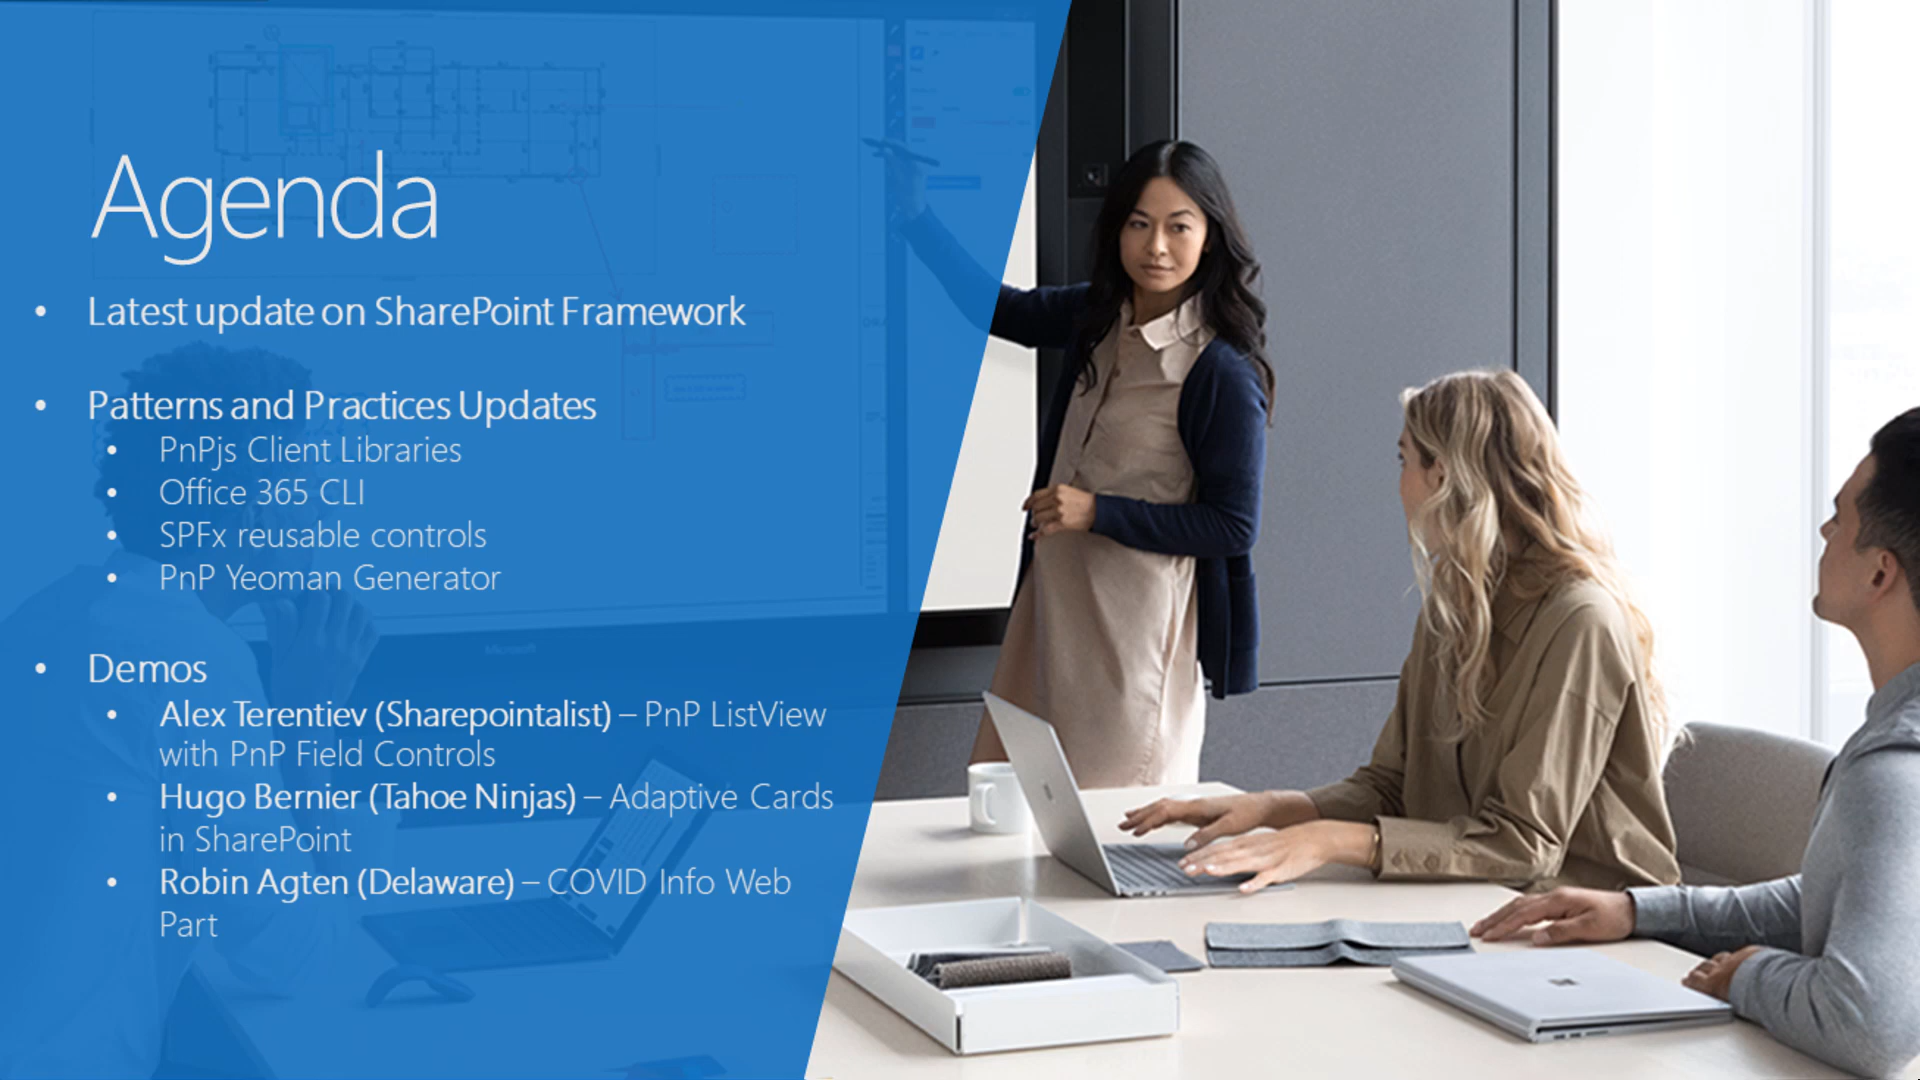 Agenda
• Latest update on SharePoint Framework
• Patterns and Practices Updates
• PnPjs Client Libraries
• Office 365 CLI
• SPFx reusable controls
• PnP Yeoman Generator
• Demos
• Alex Terentiev (Sharepointalist) – PnP ListView
with PnP Field Controls
• Hugo Bernier (Tahoe Ninjas) – Adaptive Cards
in SharePoint
• Robin Agten (Delaware) – COVID Info Web
Part
Microsoft